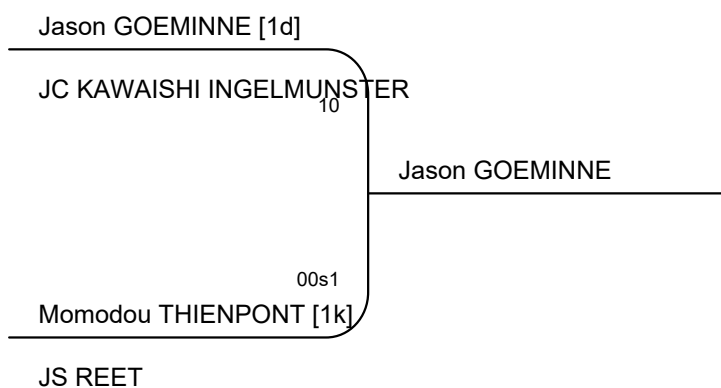 Jason GOEMINNE [1d]
JC KAWAISHI INGELMUNSTER
10
Jason GOEMINNE
00s1
Momodou THIENPONT [1k]
JS REET